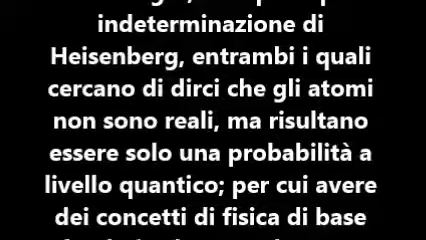 indeterminazione di
Heisenberg, entrambi i quali
cercano di dirci che gli atomi
non sono reali, ma risultano
essere solo una probabilità a
livello quantico; per cui avere
dei concetti di fisica di base